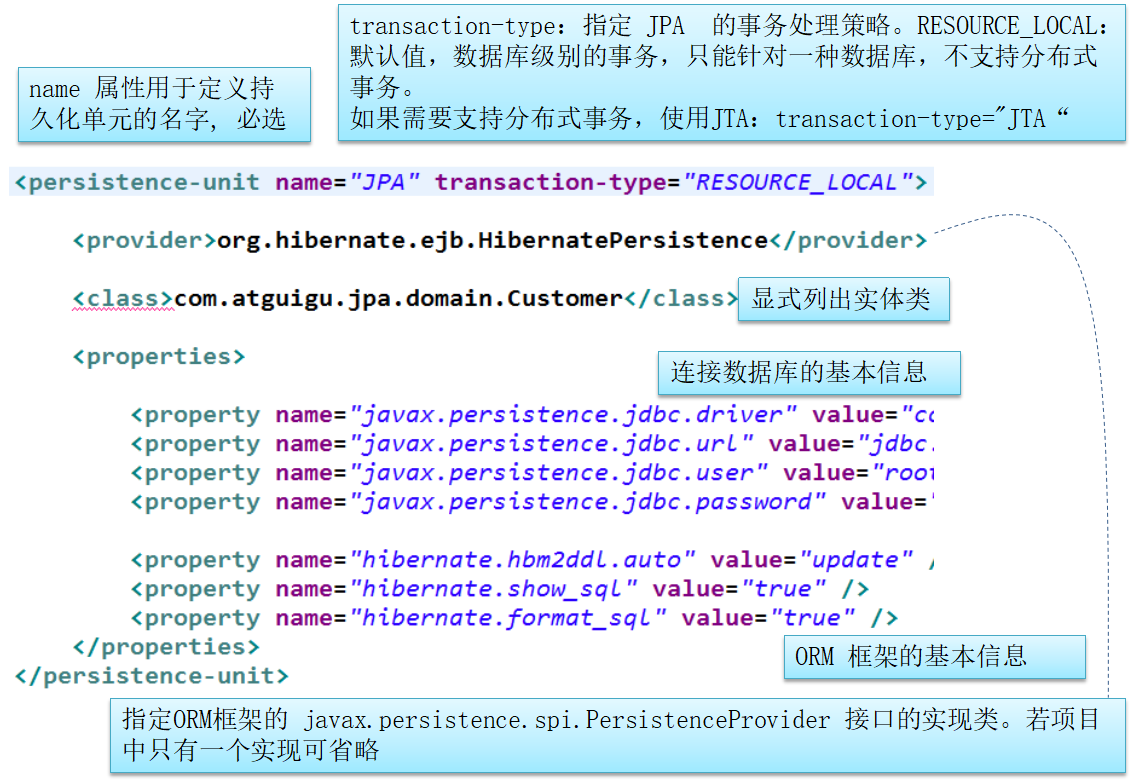 transaction-type：指定 JPA 的事务处理策略。RESOURCE_LOCAL：
默认值，数据库级别的事务，只能针对一种数据库，不支持分布式
事务。
如果需要支持分布式事务，使用JTA：transaction-type="JTA“
name 属性用于定义持
久化单元的名字, 必选
<persistence-unit name="JPA" transaction-type="RESOURCE_LOCAL">
<provider>org.hibernate.ejb.HibernatePersistence</provider>
<class>com.atguigu.jpa.domain.Customer</class>
显式列出实体类
<properties>
连接数据库的基本信息
<property name="javax.persistence.jdbc.driver" value="co
<property name="javax.persistence.jdbc.url" value="jdbc:
<property name="javax.persistence.jdbc.user" value="root
<property name="javax.persistence.jdbc.password" value="
<property name="hibernate.hbm2ddl.auto" value="update" /
<property name="hibernate.show_sql" value="true" />
<property name="hibernate.format_sql" value="true" />
</properties>
ORM 框架的基本信息
</persistence-unit>
指定ORM框架的 javax.persistence.spi.PersistenceProvider 接口的实现类。若项目
中只有一个实现可省略